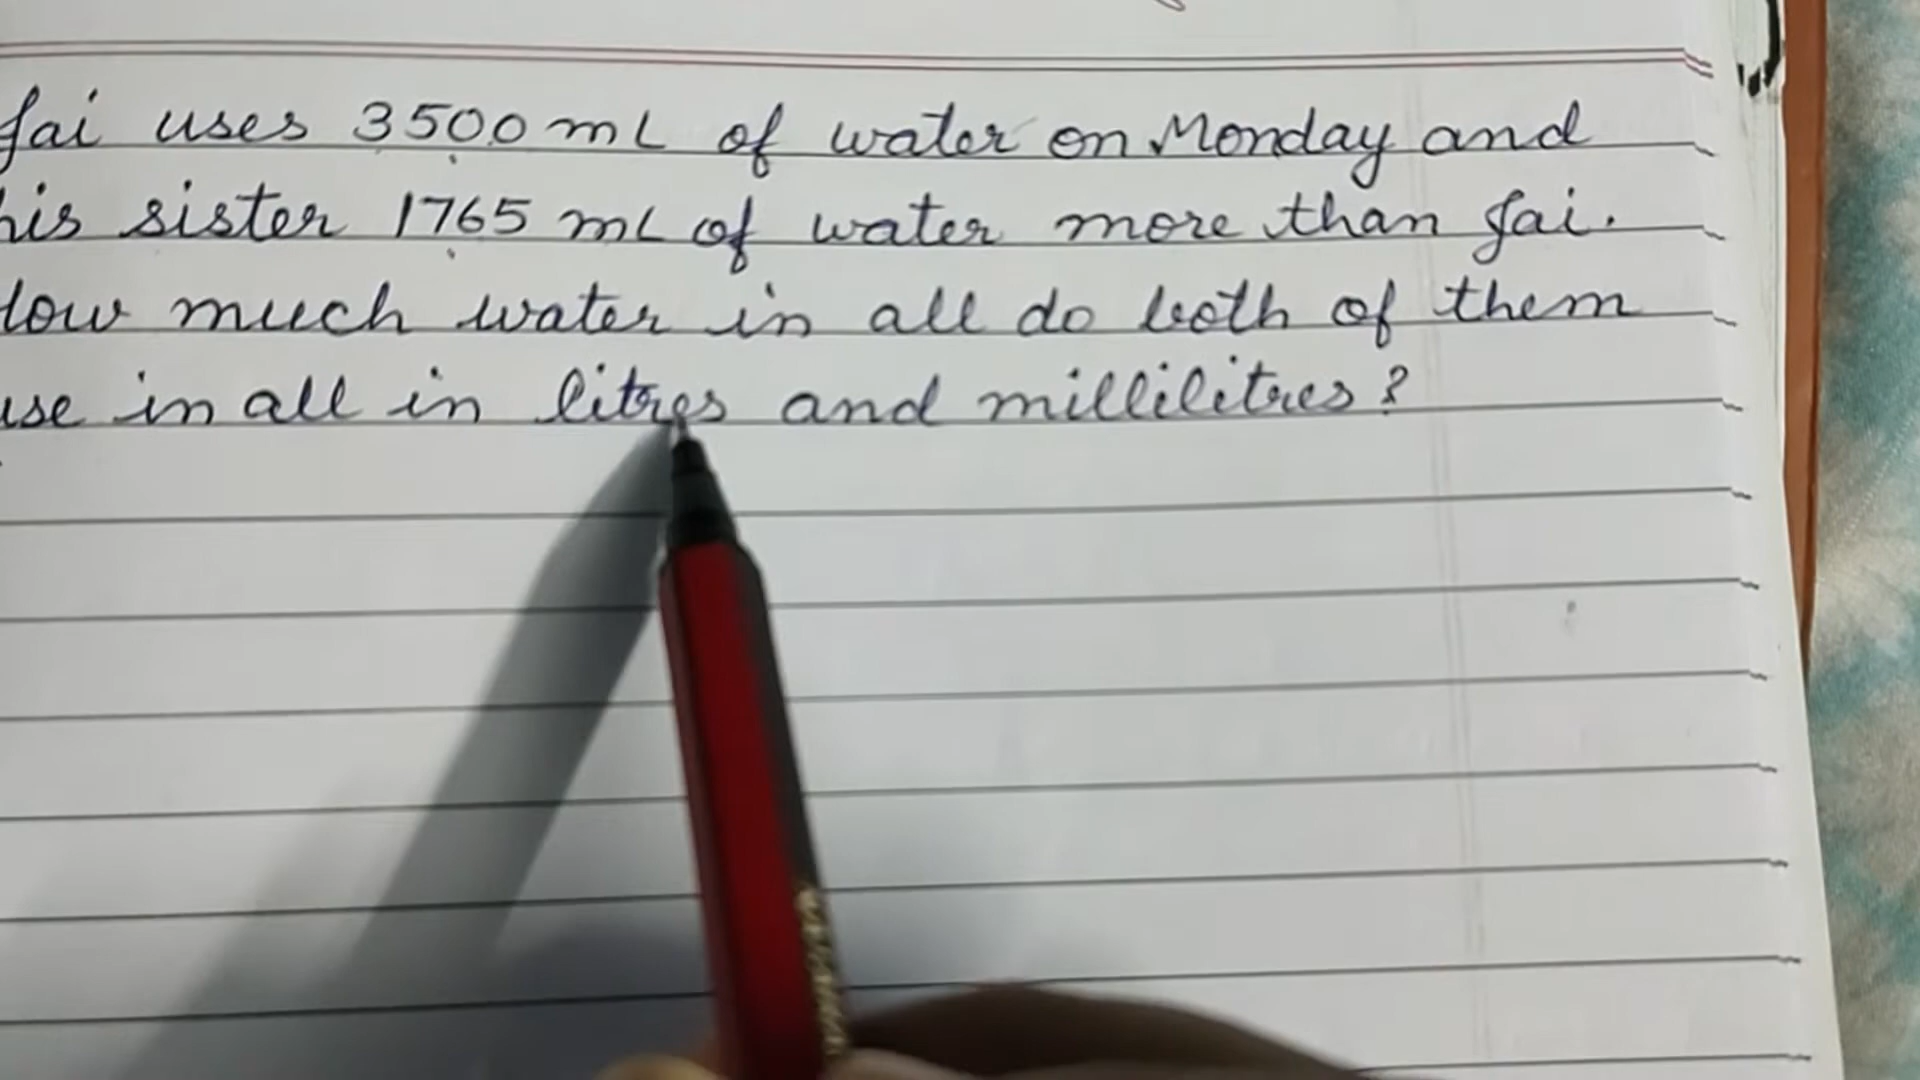 Jai uses 3500 mL of water on Monday and
his sister 1765 mL of water more than Jai.
How much water in all do both of them
use in all in litres and millilitres?